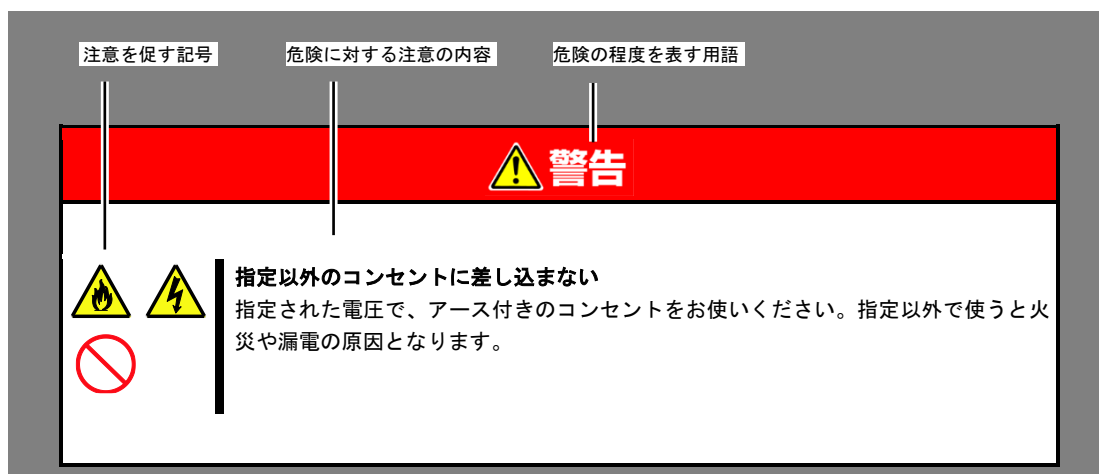 注意を促す記号
危険に対する注意の内容
危険の程度を表す用語
警告
指定以外のコンセントに差し込まない
指定された電圧で、アース付きのコンセントをお使いください。指定以外で使うと火
災や漏電の原因となります。